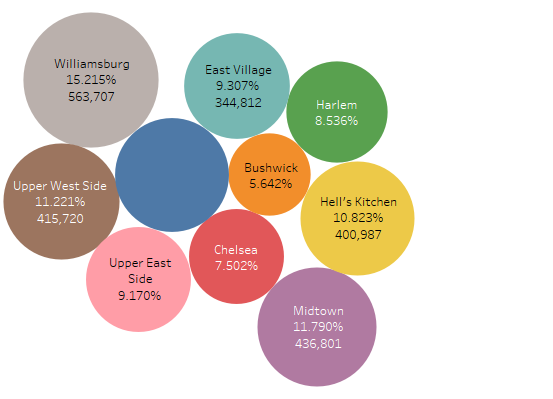 Williamsburg
15.215%
563,707
East Village
9.307%
344,812
Harlem
8.536%
Bushwick
5.642%
Upper West Side
11.221%
415,720
Hell's Kitchen
10.823%
400,987
Chelsea
7.502%
Upper East
Side
9.170%
Midtown
11.790%
436,801